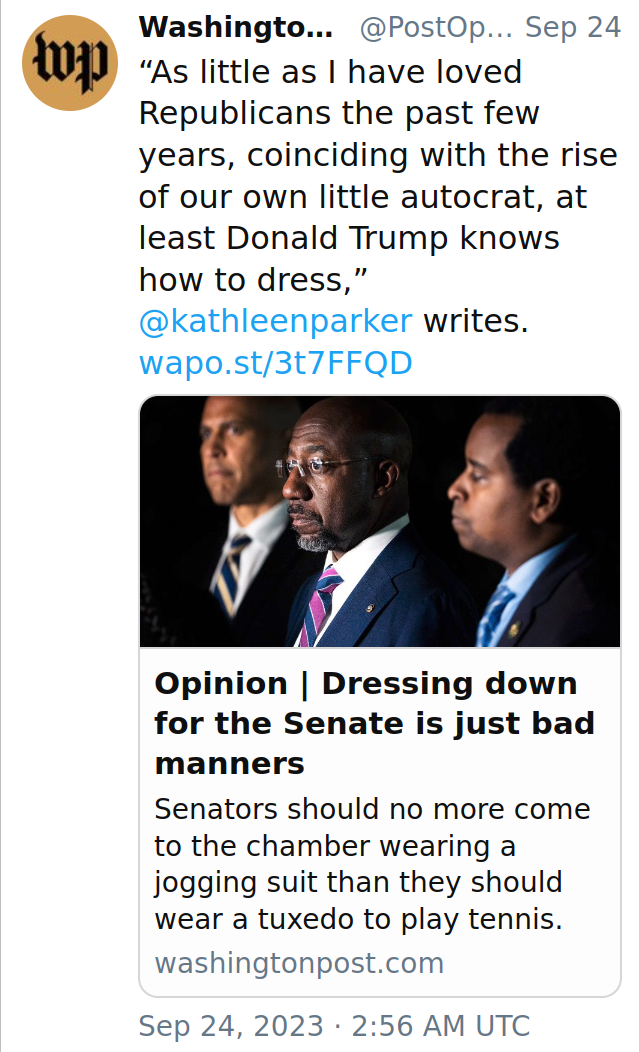 wp
Washingto… @PostOp… Sep 24
“As little as I have loved
Republicans the past few
years, coinciding with the rise
of our own little autocrat, at
least Donald Trump knows
how to dress,”
@kathleenparker writes.
wapo.st/3t7FFQD
Opinion | Dressing down
for the Senate is just bad
manners
Senators should no more come
to the chamber wearing a
jogging suit than they should
wear a tuxedo to play tennis.
washingtonpost.com
Sep 24, 2023 · 2:56 AM UTC